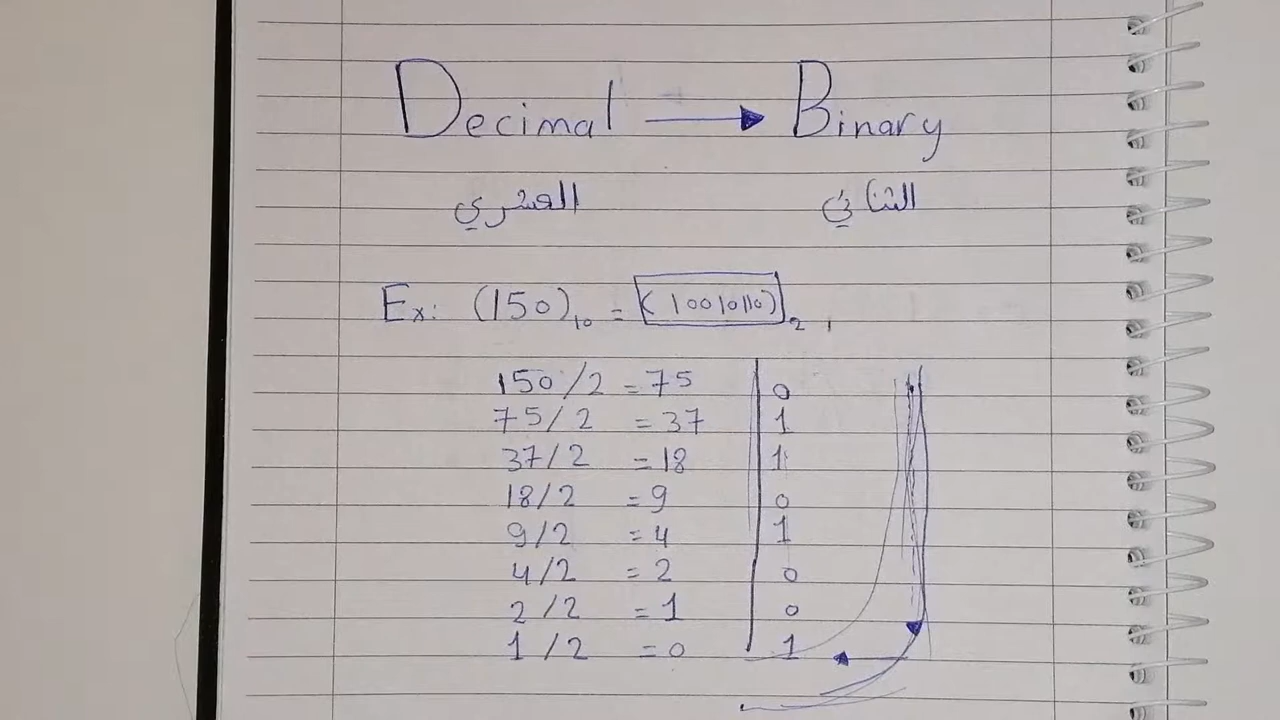 Decimal → Binary
العشري الثنائي
Ex: (150)10 = (10010110)2
150/2 = 75 0
75/2 = 37 1
37/2 = 18 1
18/2 = 9 0
9/2 = 4 1
4/2 = 2 0
2/2 = 1 0
1/2 = 0 1